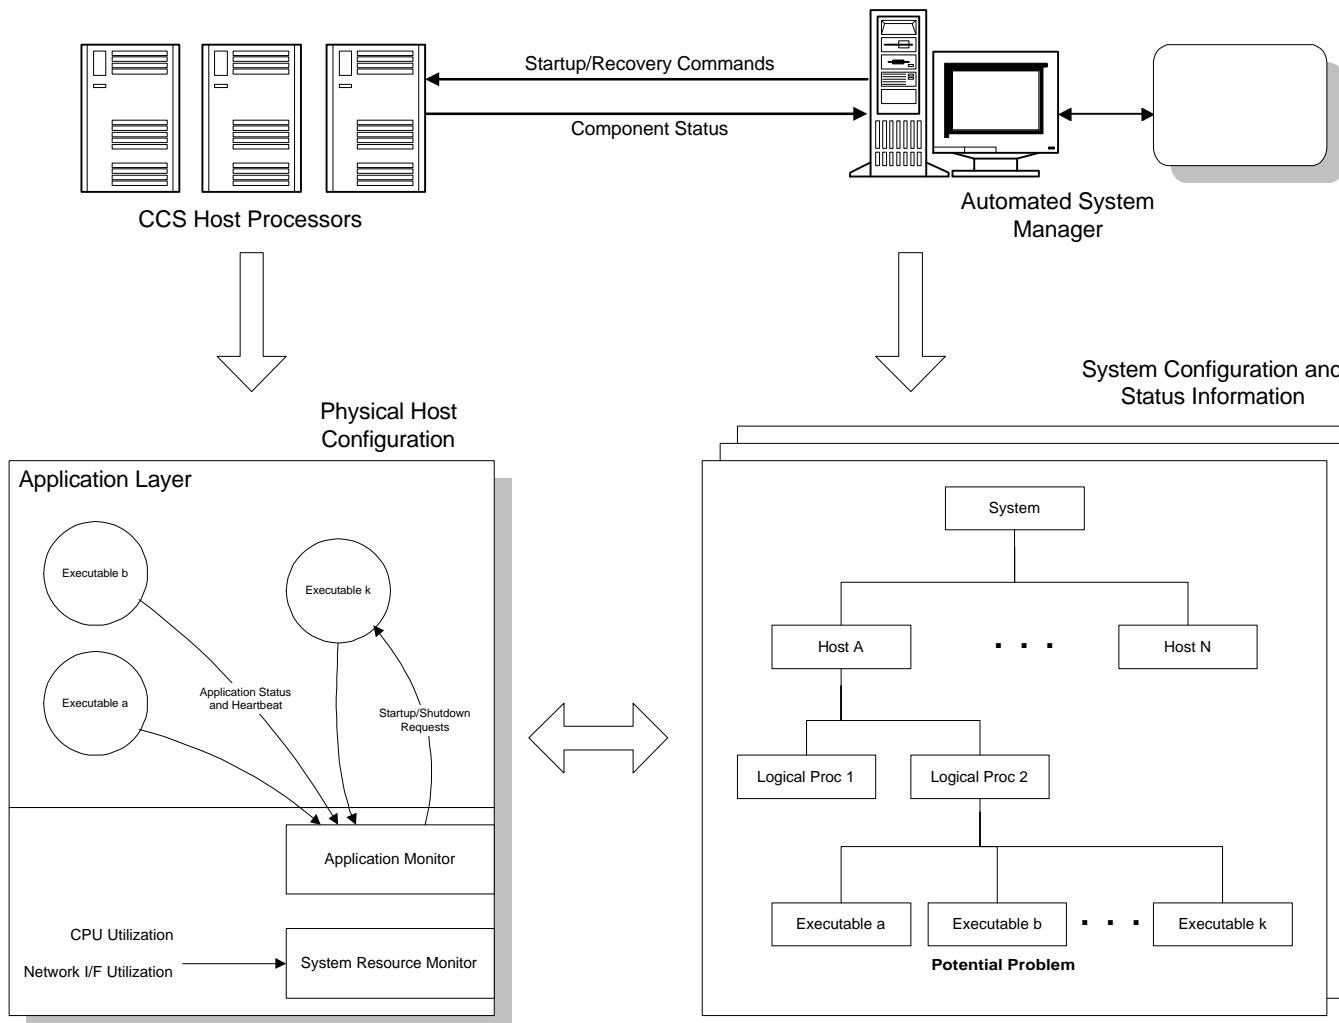 Startup/Recovery Commands
Component Status
CCS Host Processors
Automated System
Manager
Physical Host
Configuration
System Configuration and
Status Information
Application Layer
Executable b
Executable k
Executable a
Application Status
and Heartbeat
Startup/Shutdown
Requests
Application Monitor
CPU Utilization
Network I/F Utilization
System Resource Monitor
System
Host A
. . .
Host N
Logical Proc 1
Logical Proc 2
Executable a
Executable b
. . .
Executable k
Potential Problem